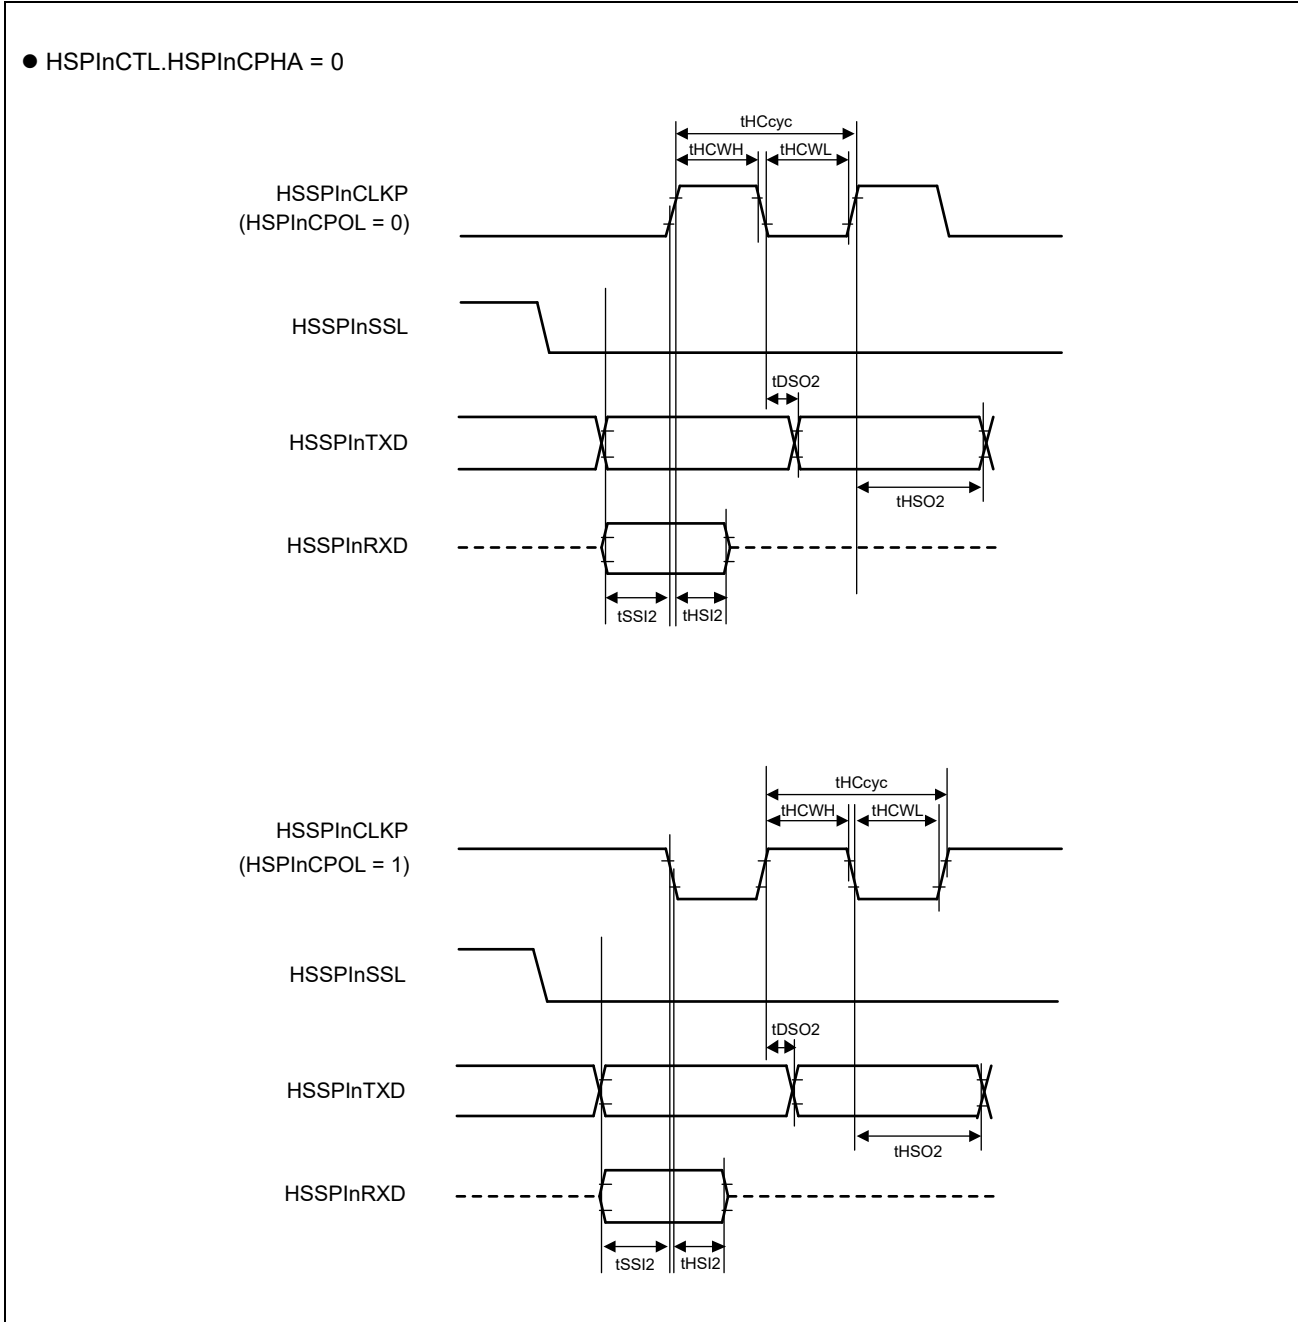 ● HSPInCTL.HSPInCPHA = 0
tHCcyc
tHCWH tHCWL
HSSPInCLKP
(HSPInCPOL = 0)
HSSPInSSL
tDSO2
HSSPInTXD
tHSO2
HSSPInRXD
tSSI2 tHSI2
tHCcyc
tHCWH tHCWL
HSSPInCLKP
(HSPInCPOL = 1)
HSSPInSSL
tDSO2
HSSPInTXD
tHSO2
HSSPInRXD
tSSI2 tHSI2